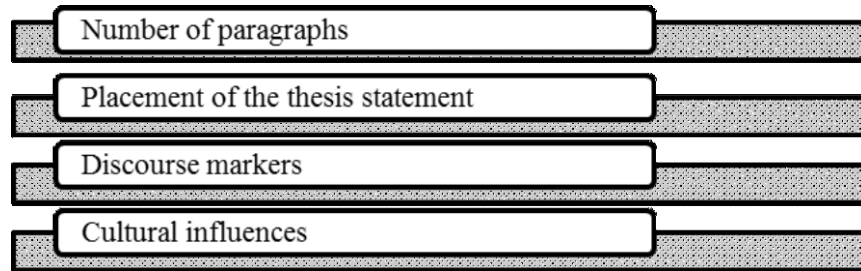 Number of paragraphs
Placement of the thesis statement
Discourse markers
Cultural influences